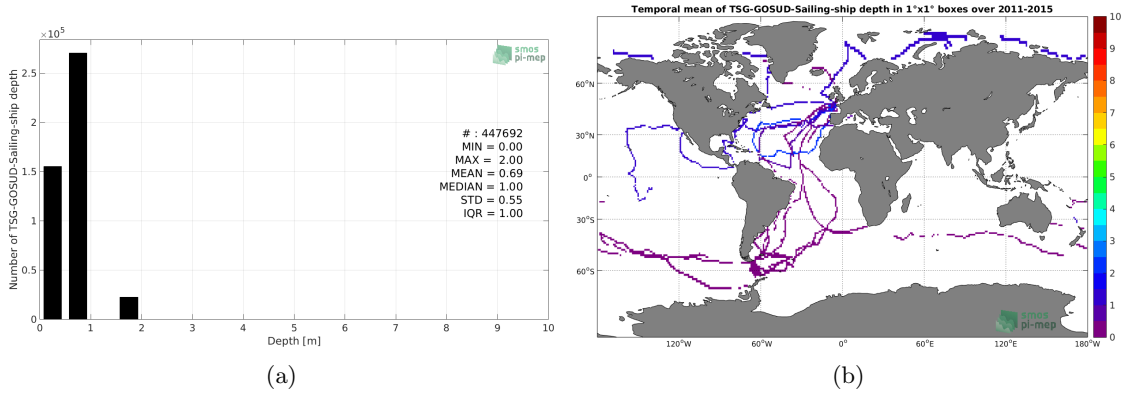 ×10⁵
2.5
2
1.5
1
0.5
0
0 1 2 3 4 5 6 7 8 9 10
Depth [m]
Number of TSG-GOSUD-Sailing-ship depth
smos
pi-mep
# : 447692
MIN = 0.00
MAX = 2.00
MEAN = 0.69
MEDIAN = 1.00
STD = 0.55
IQR = 1.00
(a)
Temporal mean of TSG-GOSUD-Sailing-ship depth in 1°x1° boxes over 2011-2015
60°N
30°N
0°
30°S
60°S
120°W 60°W 0° 60°E 120°E 180°W
smos
pi-mep
10
9
8
7
6
5
4
3
2
1
0
(b)